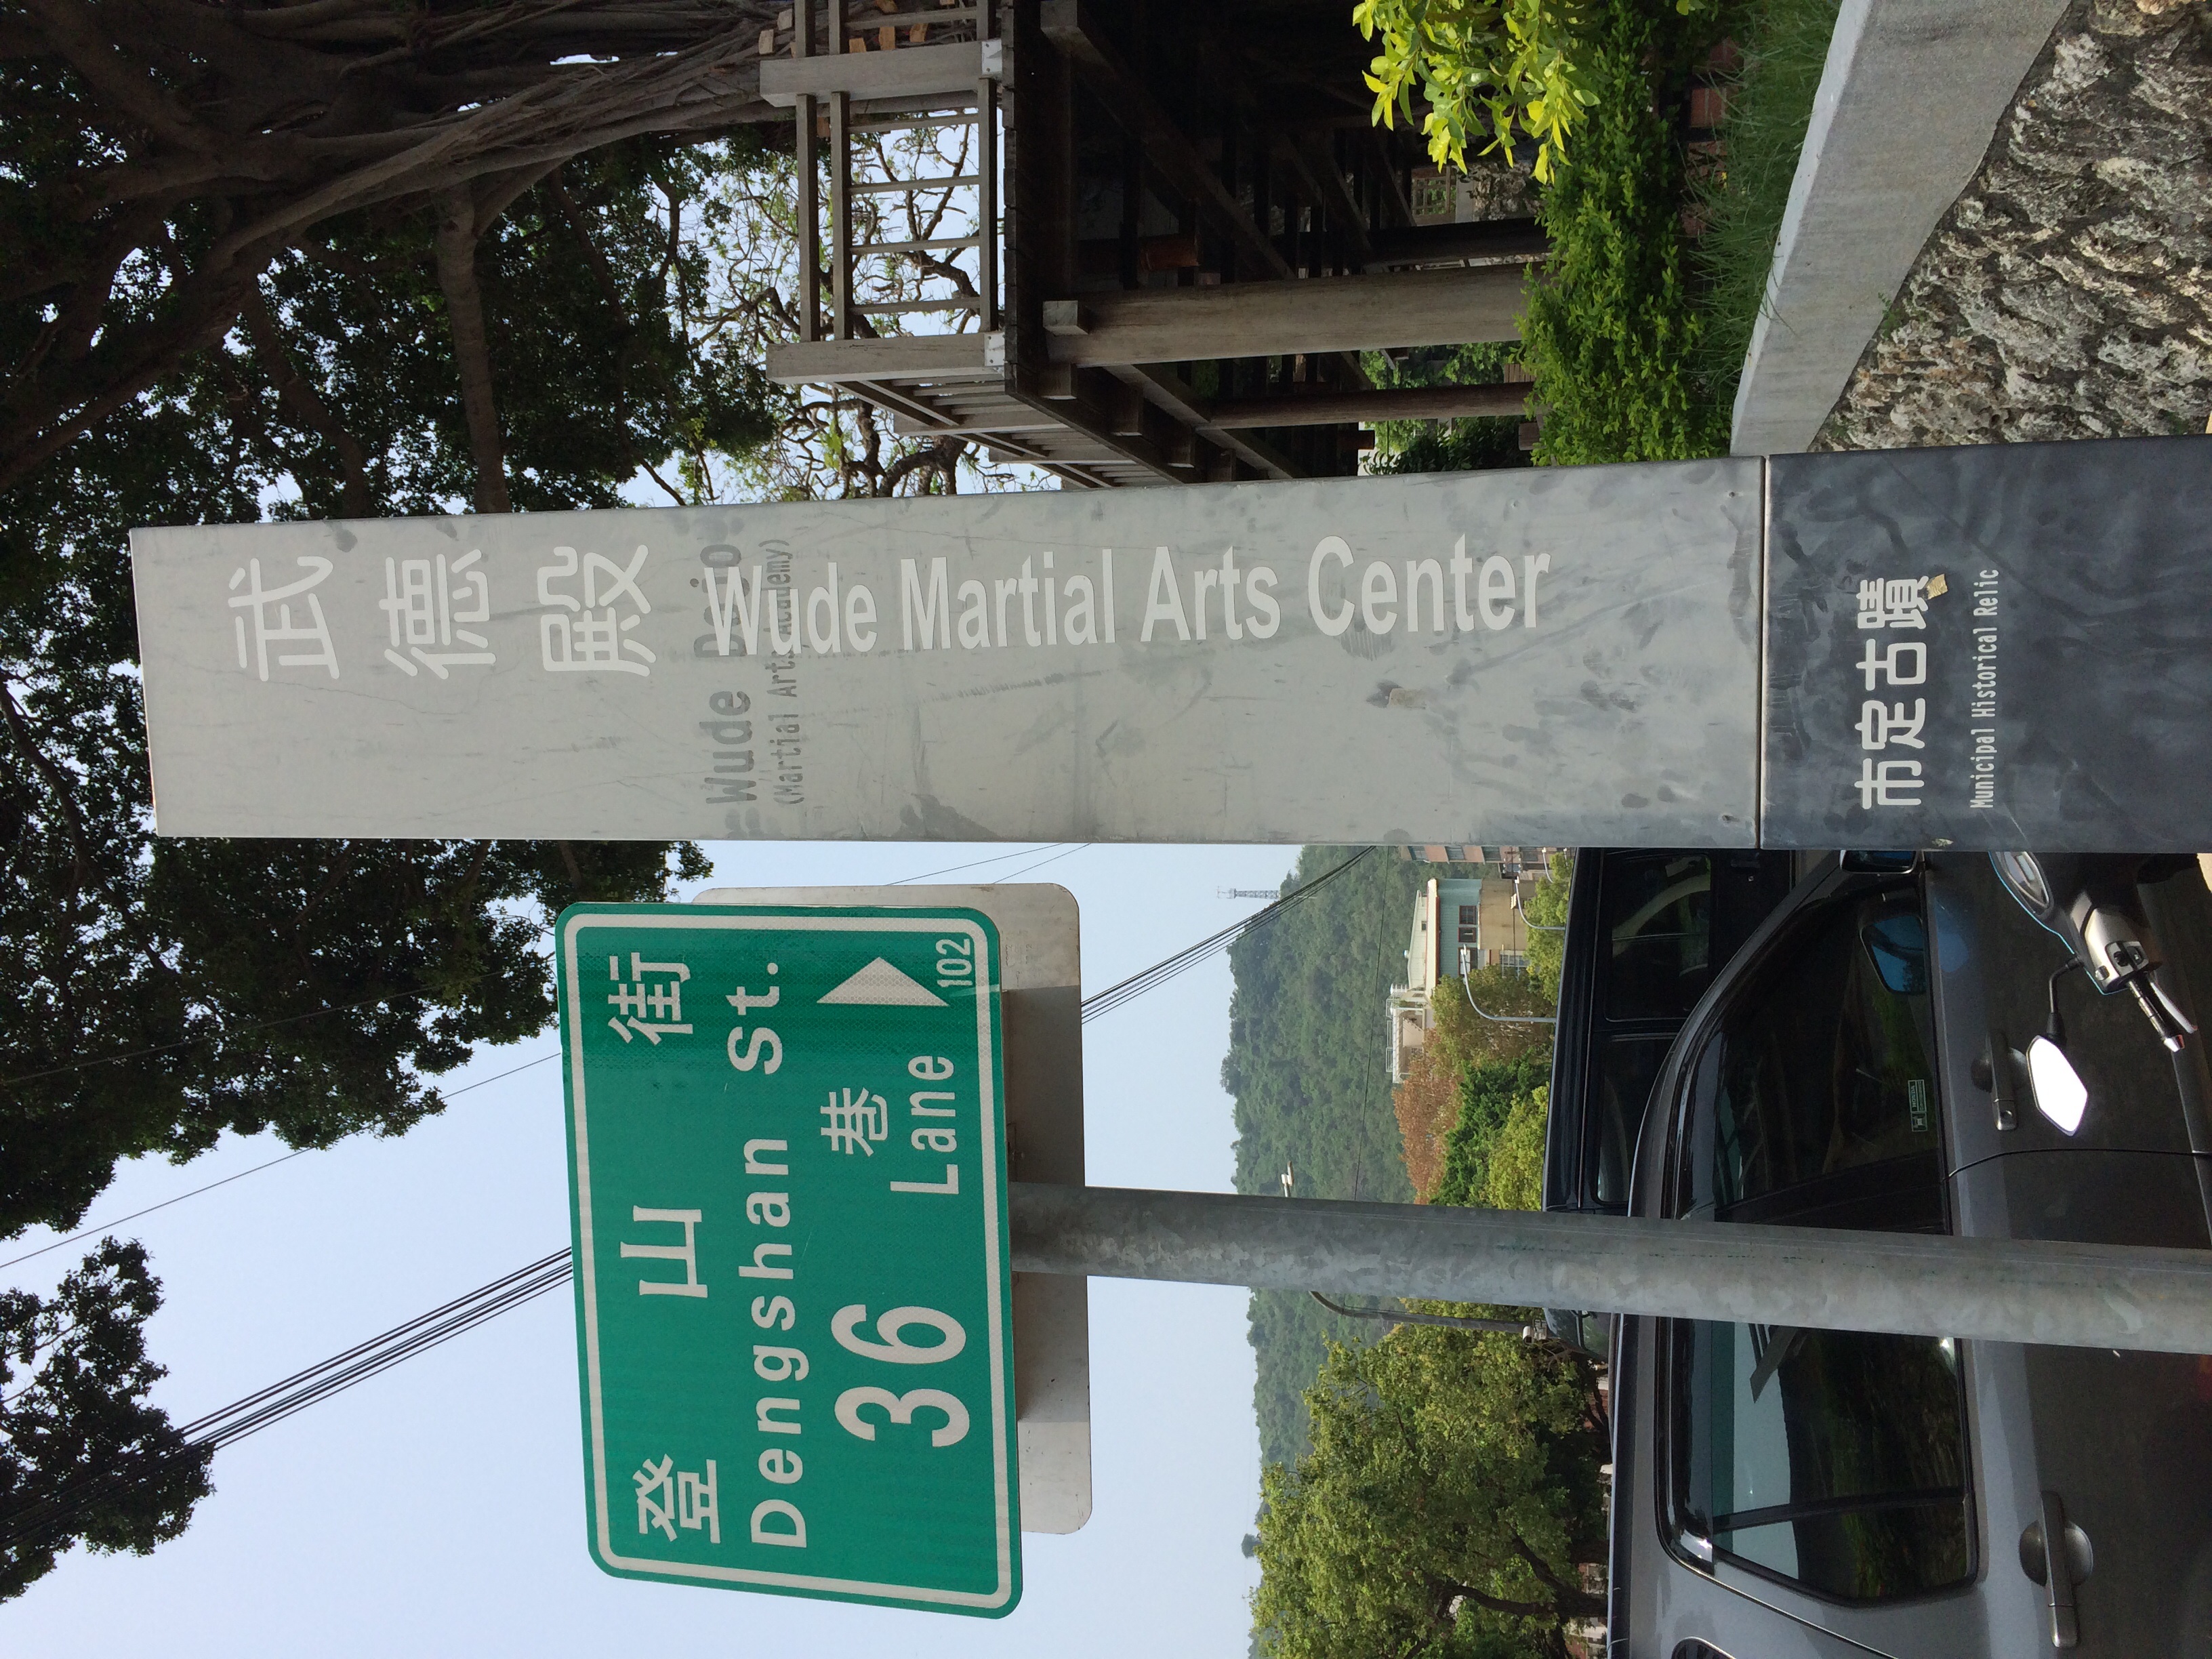 登山街
Dengshan St.
36巷
Lane
102
武德殿
Wude Dojo
(Martial Arts Academy)
Wude Martial Arts Center
市定古蹟
Municipal Historical Relic